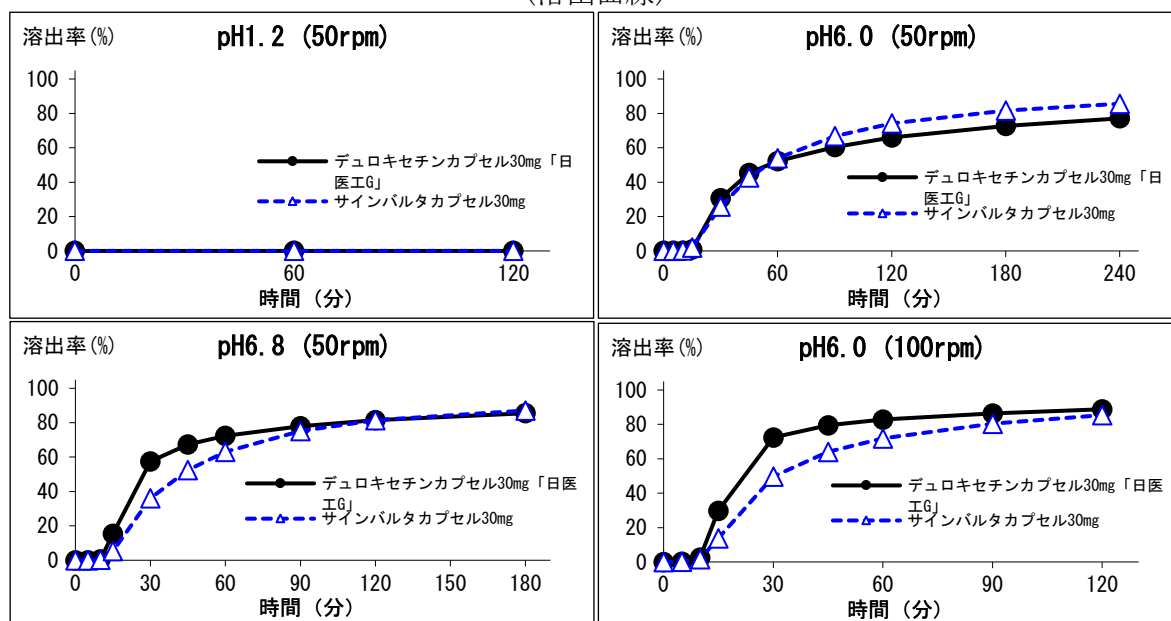 溶出率(%)
pH1.2 (50rpm)
100
80
60
40
20
0
デュロキセチンカプセル30mg「日
医工G」
サインバルタカプセル30mg
0 60 120
時間（分）
溶出率(%)
pH6.0 (50rpm)
100
80
60
40
20
0
デュロキセチンカプセル30mg「日
医工G」
サインバルタカプセル30mg
0 60 120 180 240
時間（分）
溶出率(%)
pH6.8 (50rpm)
100
80
60
40
20
0
デュロキセチンカプセル30mg「日医
工G」
サインバルタカプセル30mg
0 30 60 90 120 150 180
時間（分）
溶出率(%)
pH6.0 (100rpm)
100
80
60
40
20
0
デュロキセチンカプセル30mg「日医
工G」
サインバルタカプセル30mg
0 30 60 90 120
時間（分）